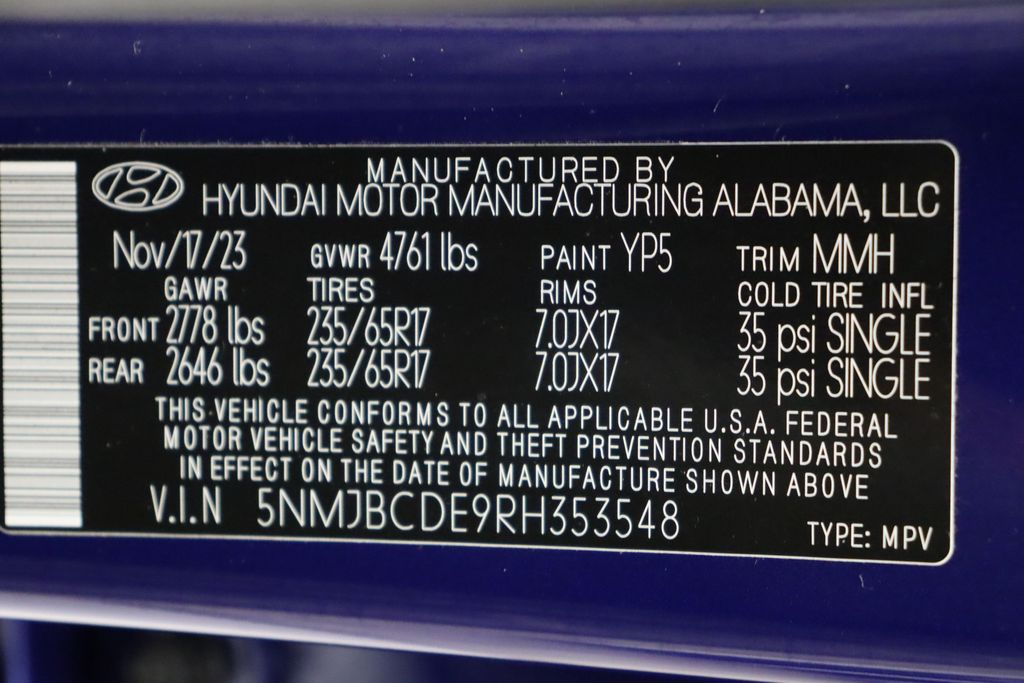 MANUFACTURED BY
HYUNDAI MOTOR MANUFACTURING ALABAMA, LLC
Nov/17/23 GVWR 4761 lbs PAINT YP5 TRIM MMH
GAWR TIRES RIMS COLD TIRE INFL
FRONT 2778 lbs 235/65R17 7.0JX17 35 psi SINGLE
REAR 2646 lbs 235/65R17 7.0JX17 35 psi SINGLE
THIS VEHICLE CONFORMS TO ALL APPLICABLE U.S.A. FEDERAL
MOTOR VEHICLE SAFETY AND THEFT PREVENTION STANDARDS
IN EFFECT ON THE DATE OF MANUFACTURE SHOWN ABOVE
V.I.N 5NMJBCDE9RH353548
TYPE: MPV